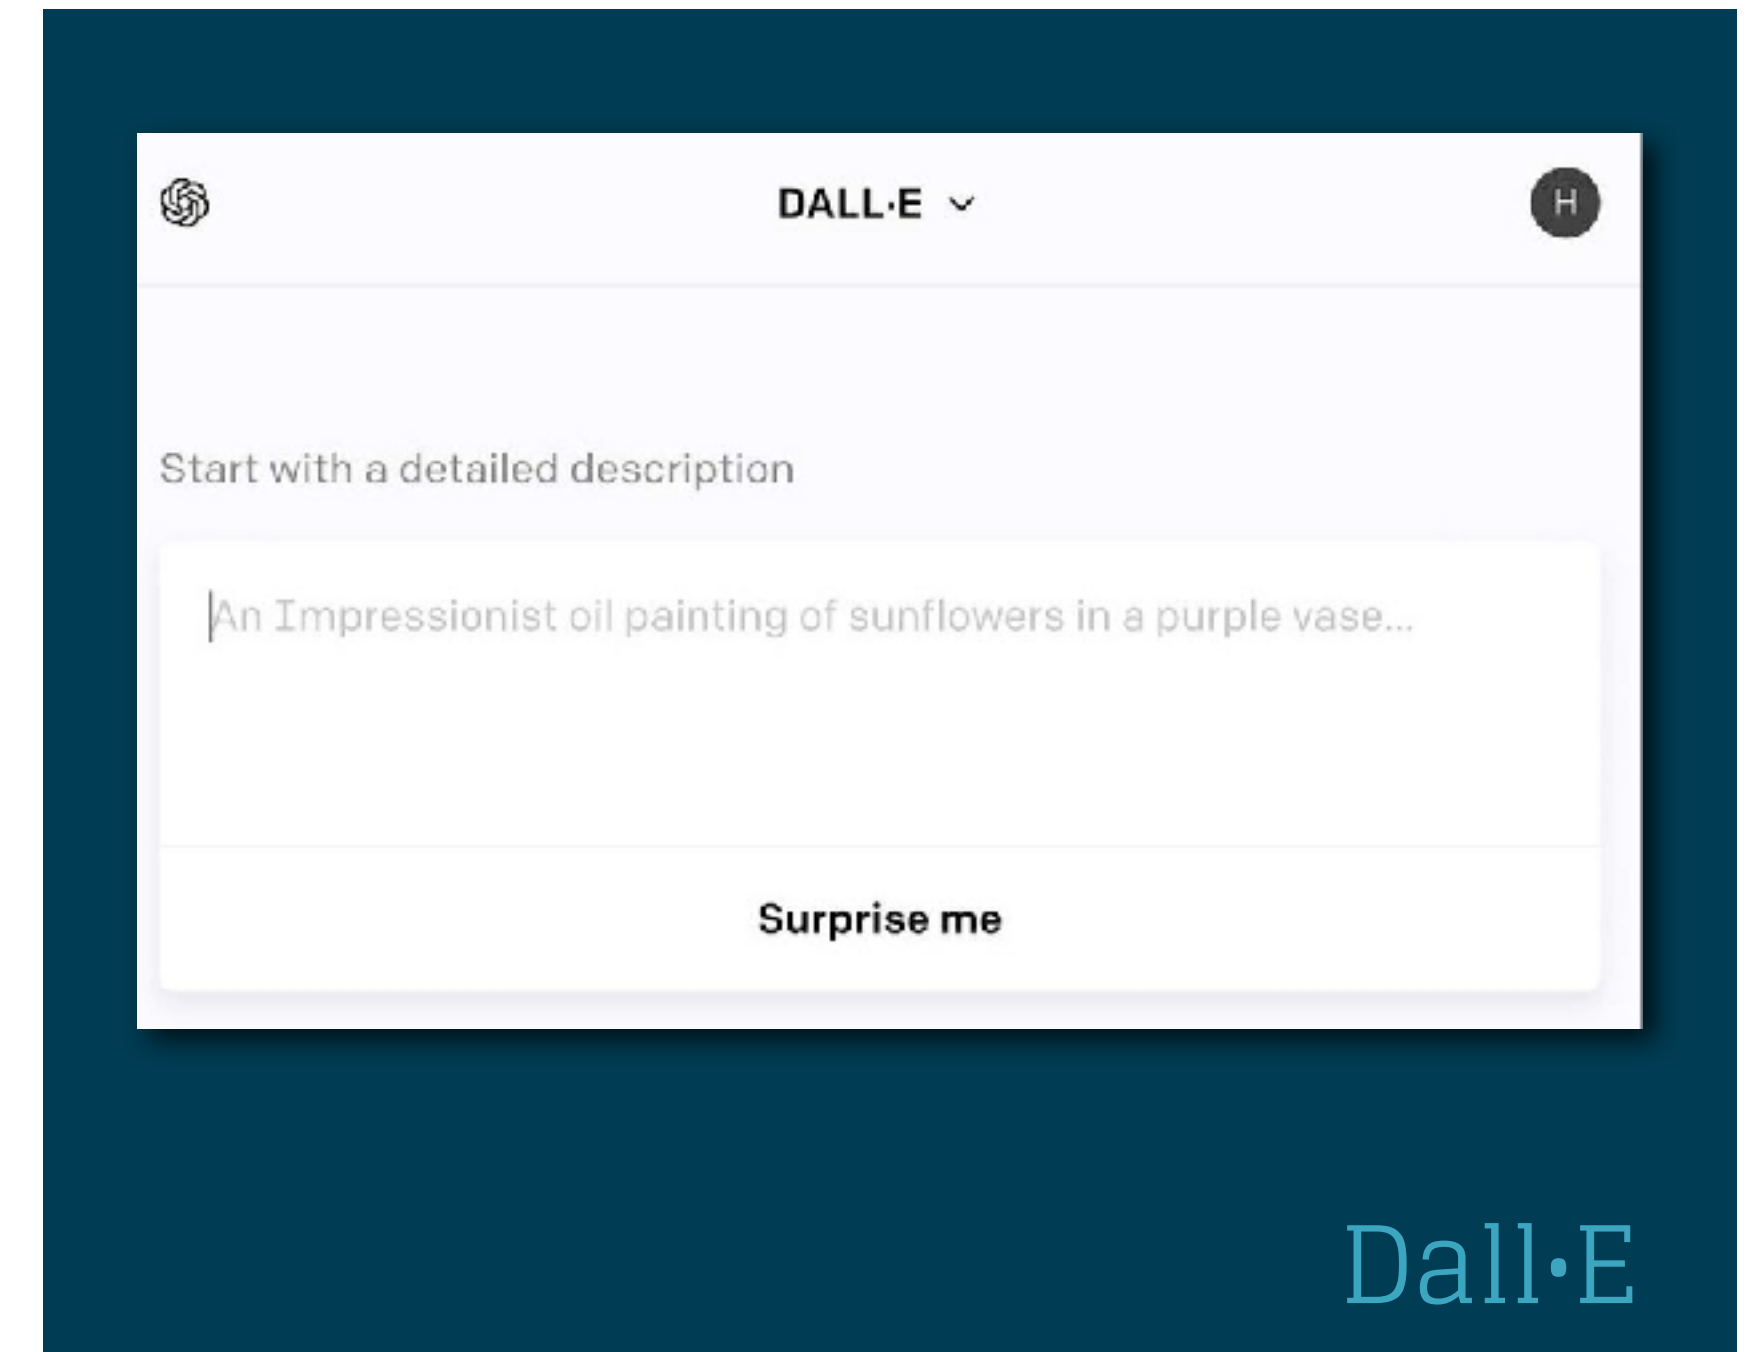 DALL·E
H
Start with a detailed description
An Impressionist oil painting of sunflowers in a purple vase...
Surprise me
Dall·E